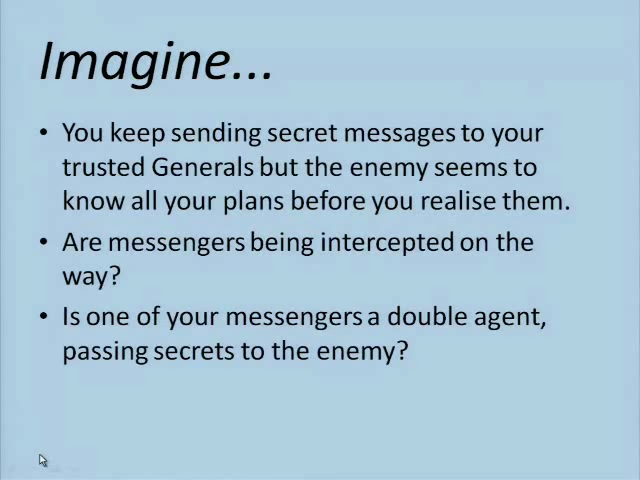 Imagine...
• You keep sending secret messages to your
trusted Generals but the enemy seems to
know all your plans before you realise them.
• Are messengers being intercepted on the
way?
• Is one of your messengers a double agent,
passing secrets to the enemy?